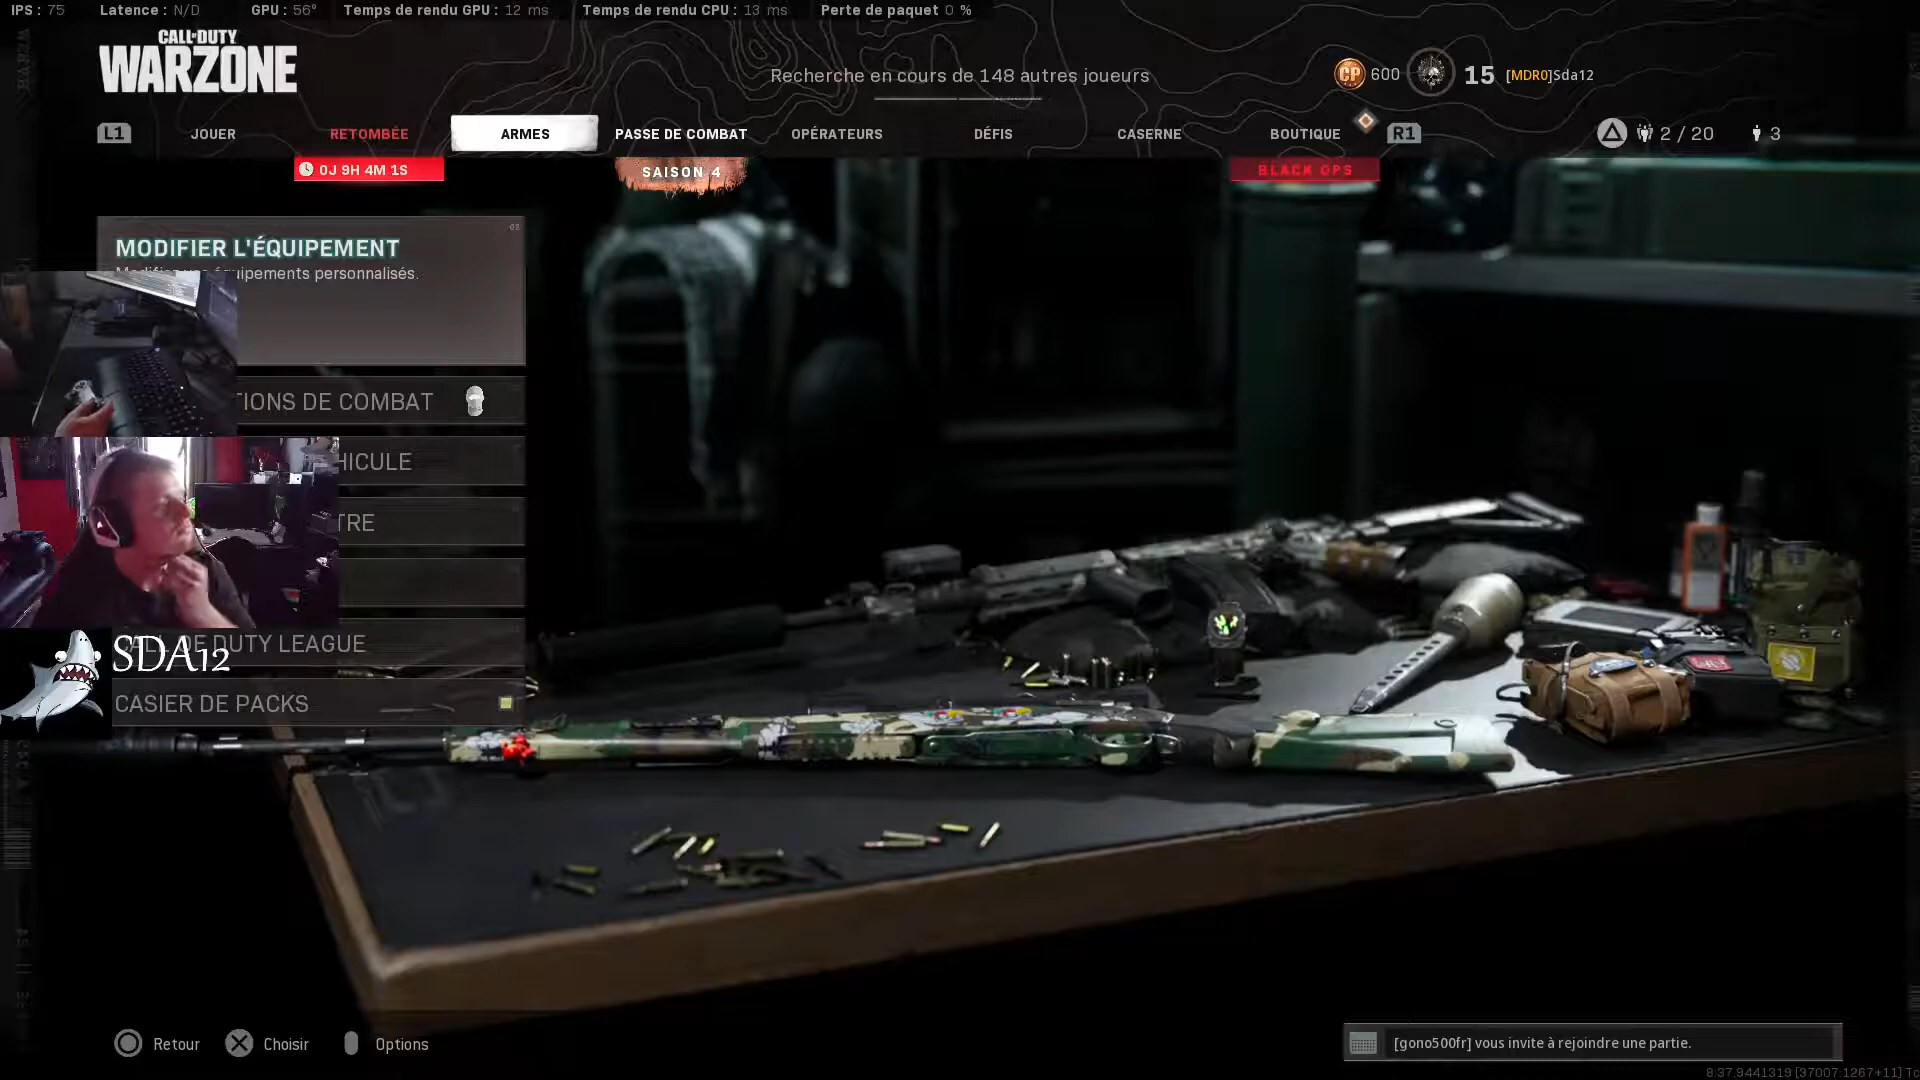 IPS : 75 Latence : N/D GPU : 56° Temps de rendu GPU : 12 ms Temps de rendu CPU : 13 ms Perte de paquet 0 %
CALL OF DUTY
WARZONE
Recherche en cours de 148 autres joueurs
CP 600 15 [MDR0]Sda12
L1 JOUER RETOMBÉE ARMES PASSE DE COMBAT OPÉRATEURS DÉFIS CASERNE BOUTIQUE R1 2 / 20 3
0J 9H 4M 1S SAISON 4 BLACK OPS
MODIFIER L'ÉQUIPEMENT
équipements personnalisés.
TIONS DE COMBAT
HICULE
TRE
SDA12
DUTY LEAGUE
CASIER DE PACKS
Retour Choisir Options
[gono500fr] vous invite à rejoindre une partie.